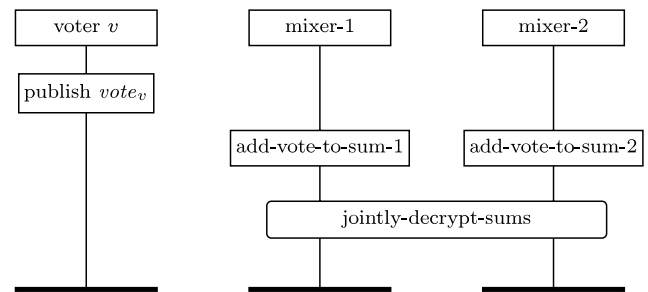 voter v mixer-1 mixer-2
publish vote_v
add-vote-to-sum-1 add-vote-to-sum-2
jointly-decrypt-sums